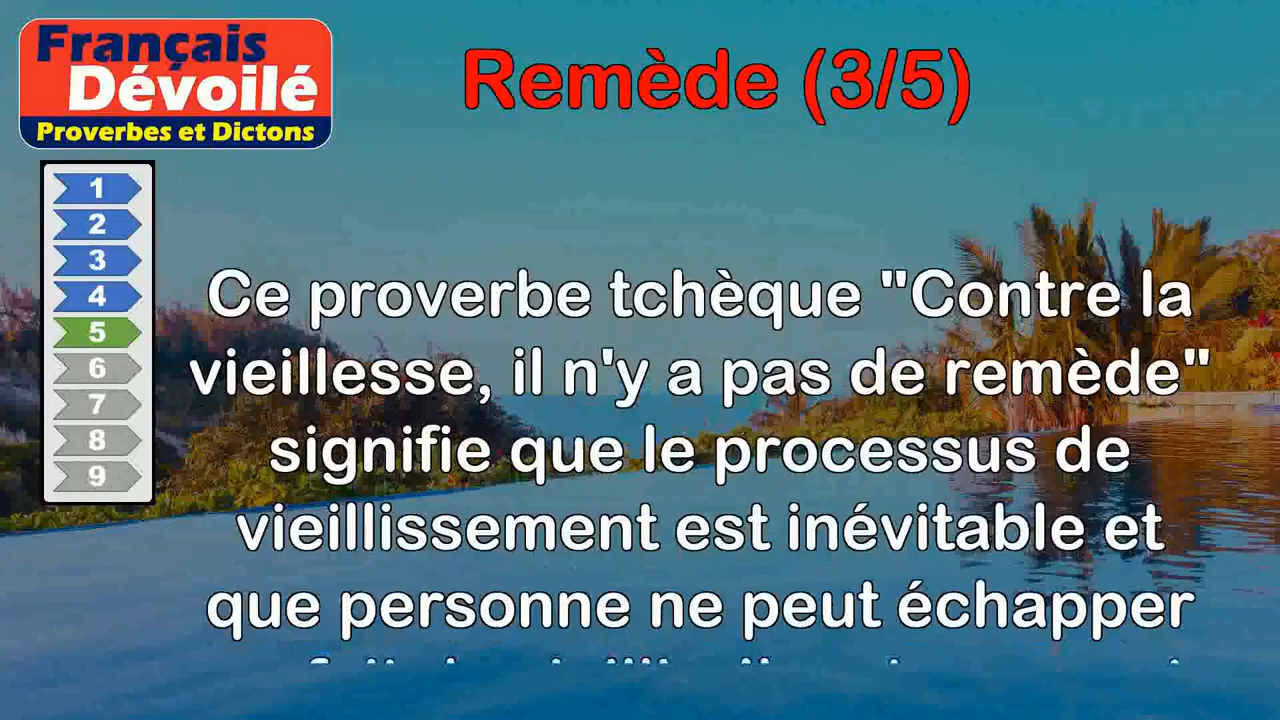 Français
Dévoilé
Proverbes et Dictons
Remède (3/5)
1
2
3
4
5
6
7
8
9
Ce proverbe tchèque "Contre la
vieillesse, il n'y a pas de remède"
signifie que le processus de
vieillissement est inévitable et
que personne ne peut échapper